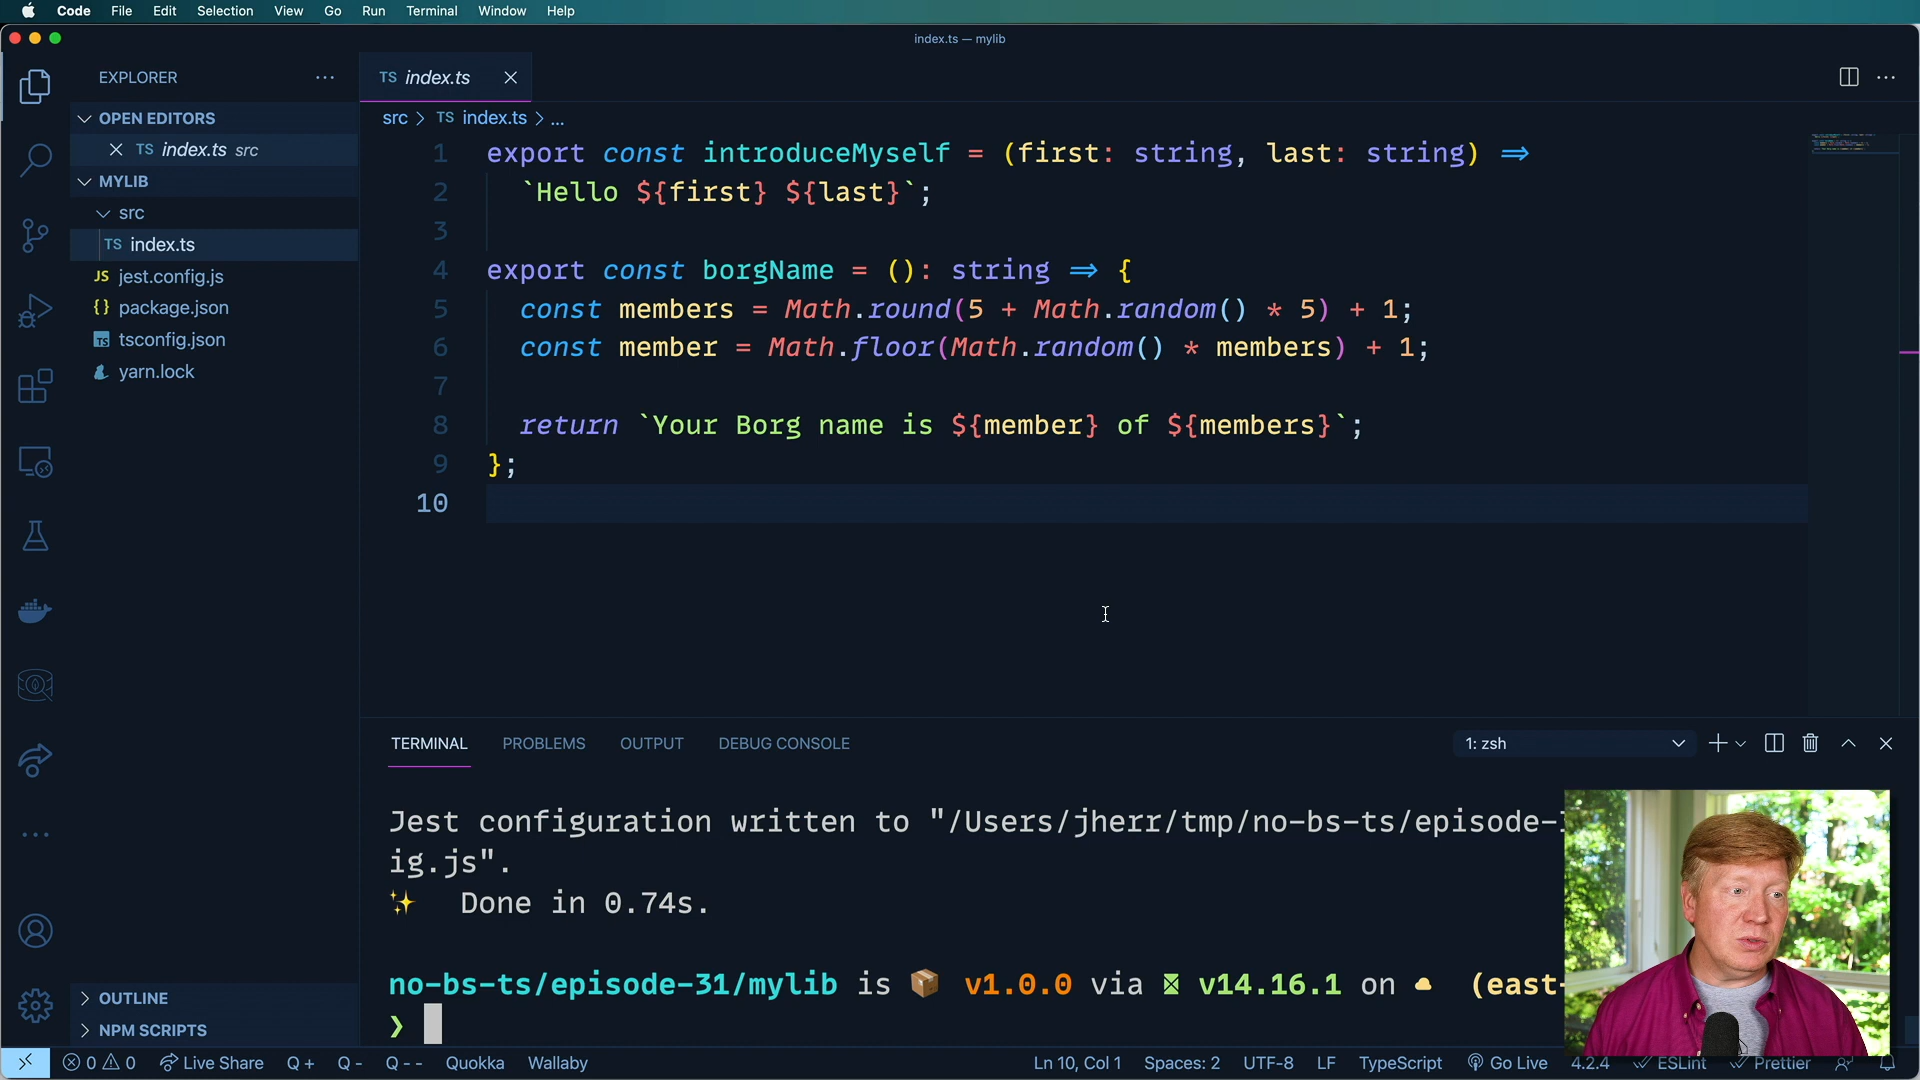 Code File Edit Selection View Go Run Terminal Window Help
index.ts — mylib
EXPLORER
OPEN EDITORS
TS index.ts src
MYLIB
src
TS index.ts
JS jest.config.js
{} package.json
TS tsconfig.json
yarn.lock
OUTLINE
NPM SCRIPTS
TS index.ts
src > TS index.ts > ...
1 export const introduceMyself = (first: string, last: string) ⇒
2 `Hello ${first} ${last}`;
3
4 export const borgName = (): string ⇒ {
5 const members = Math.round(5 + Math.random() * 5) + 1;
6 const member = Math.floor(Math.random() * members) + 1;
7
8 return `Your Borg name is ${member} of ${members}`;
9 };
10
TERMINAL PROBLEMS OUTPUT DEBUG CONSOLE 1: zsh
Jest configuration written to "/Users/jherr/tmp/no-bs-ts/episode-
ig.js".
✨ Done in 0.74s.
no-bs-ts/episode-31/mylib is 📦 v1.0.0 via v14.16.1 on (east-
❯
0 0 Live Share Q + Q - Q -- Quokka Wallaby Ln 10, Col 1 Spaces: 2 UTF-8 LF TypeScript Go Live 4.2.4 ESLint Prettier